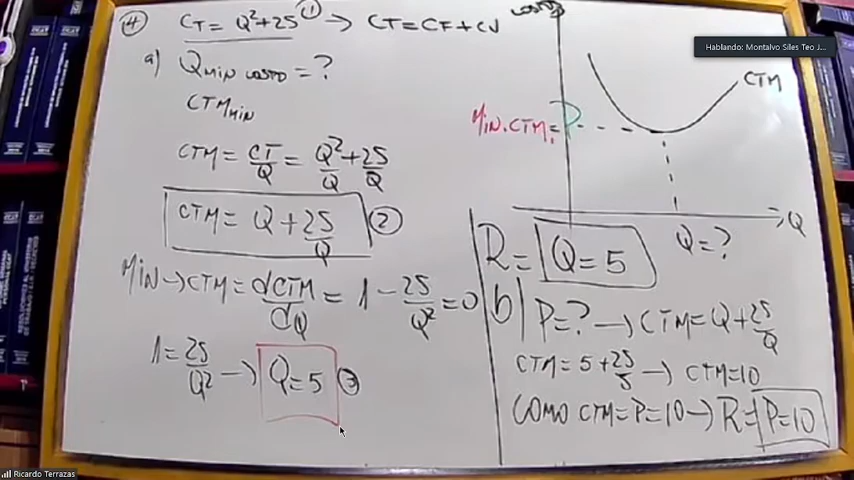 ④ CT = Q²+25 ① → CT=CF+CV
a) Q MIN COSTO = ?
CTM MIN
CTM = CT/Q = Q²/Q + 25/Q
CTM = Q + 25/Q ②
MIN → CTM = dCTM/dQ = 1 - 25/Q² = 0
1 = 25/Q² → Q=5 ③
COSTO
CTM
MIN.CTM = P
Q
Q=?
R= Q=5
b) P=? → CTM= Q+25/Q
CTM= 5+25/5 → CTM=10
COMO CTM=P=10 → R= P=10
Hablando: Montalvo Siles Teo J...
Ricardo Terrazas